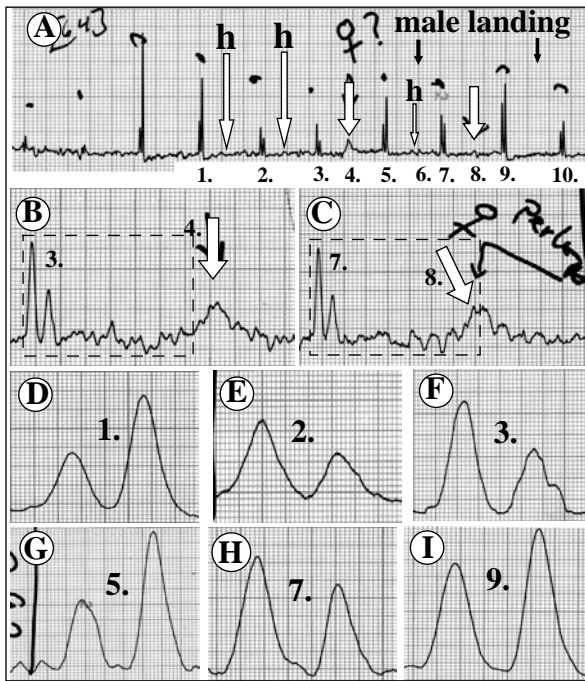 A 643 ♀? male landing
h h h
1. 2. 3. 4. 5. 6. 7. 8. 9. 10.
B 3. 4.
C 7. 8. ♀
D 1.
E 2.
F 3.
G 5.
H 7.
I 9.